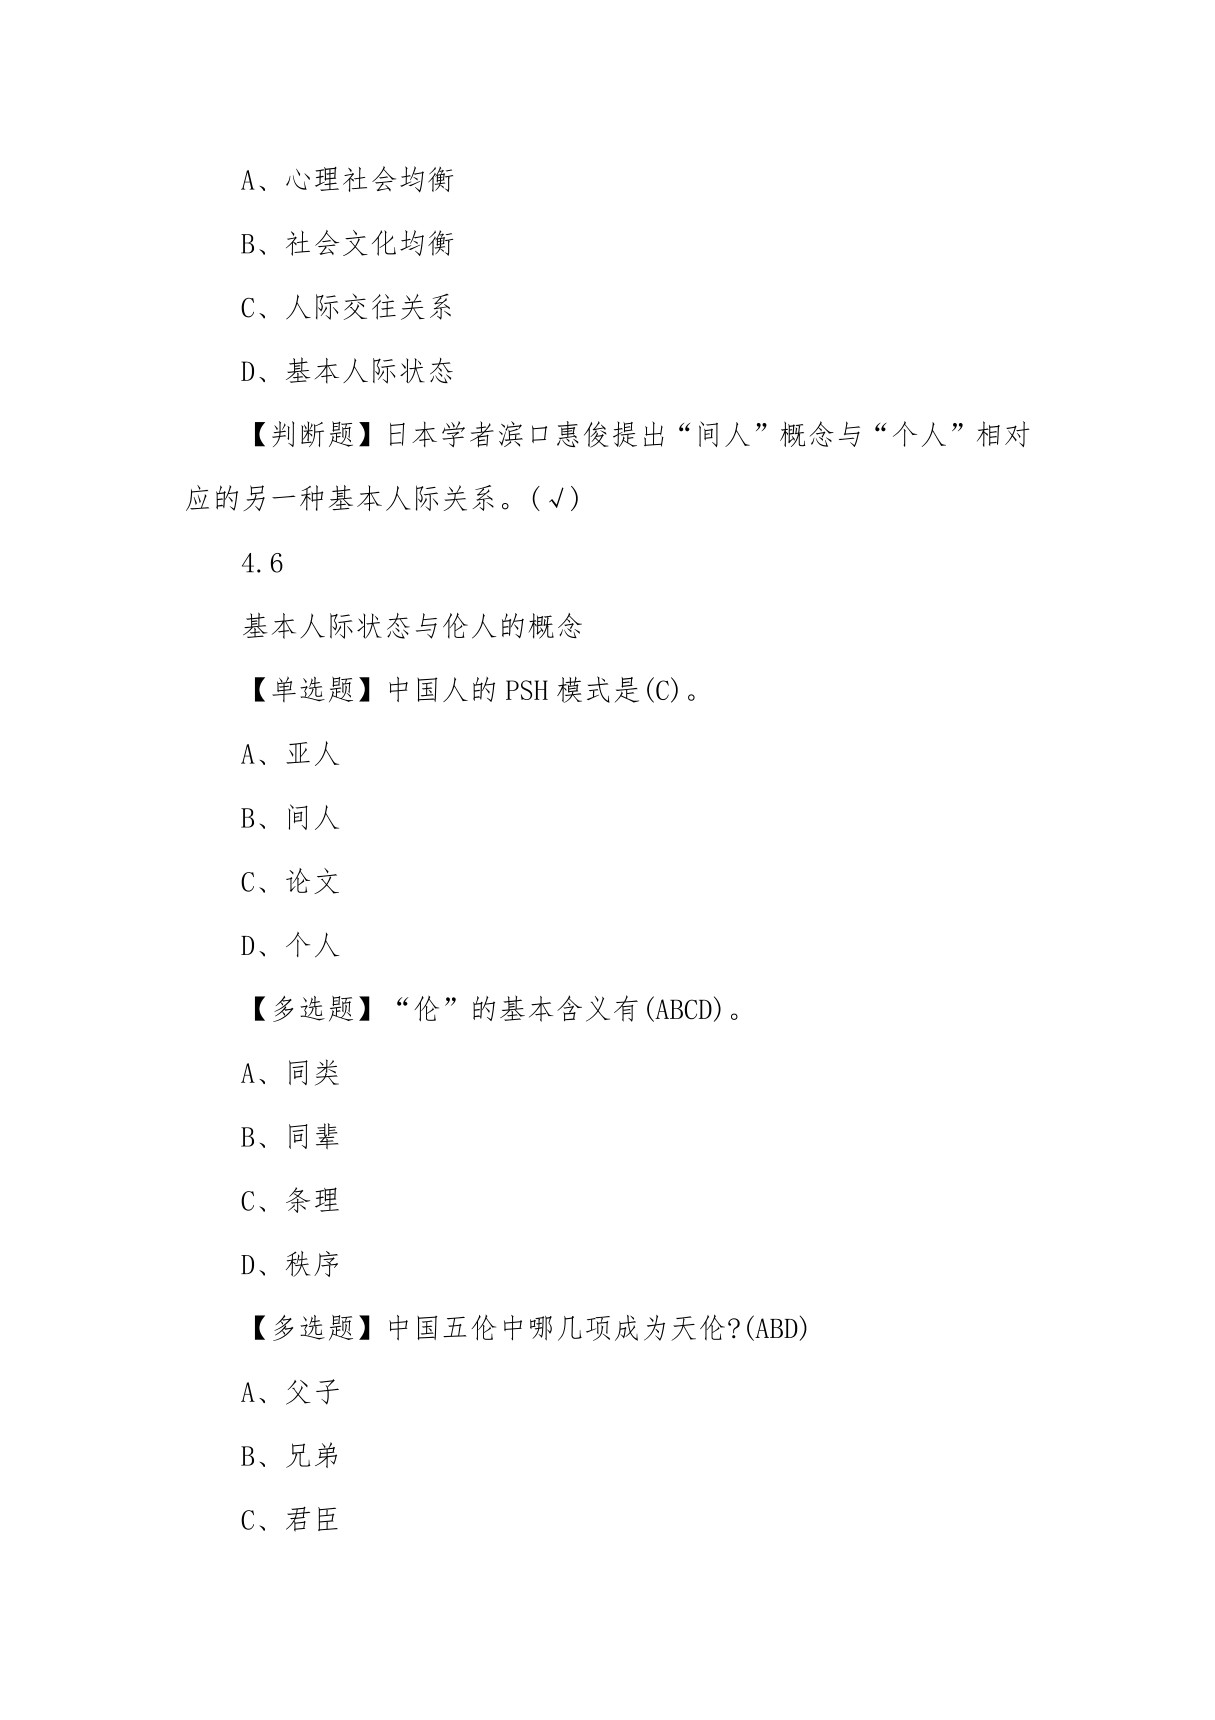 A、心理社会均衡
B、社会文化均衡
C、人际交往关系
D、基本人际状态
【判断题】日本学者滨口惠俊提出“间人”概念与“个人”相对
应的另一种基本人际关系。(√)
4.6
基本人际状态与伦人的概念
【单选题】中国人的 PSH 模式是(C)。
A、亚人
B、间人
C、论文
D、个人
【多选题】“伦”的基本含义有(ABCD)。
A、同类
B、同辈
C、条理
D、秩序
【多选题】中国五伦中哪几项成为天伦?(ABD)
A、父子
B、兄弟
C、君臣